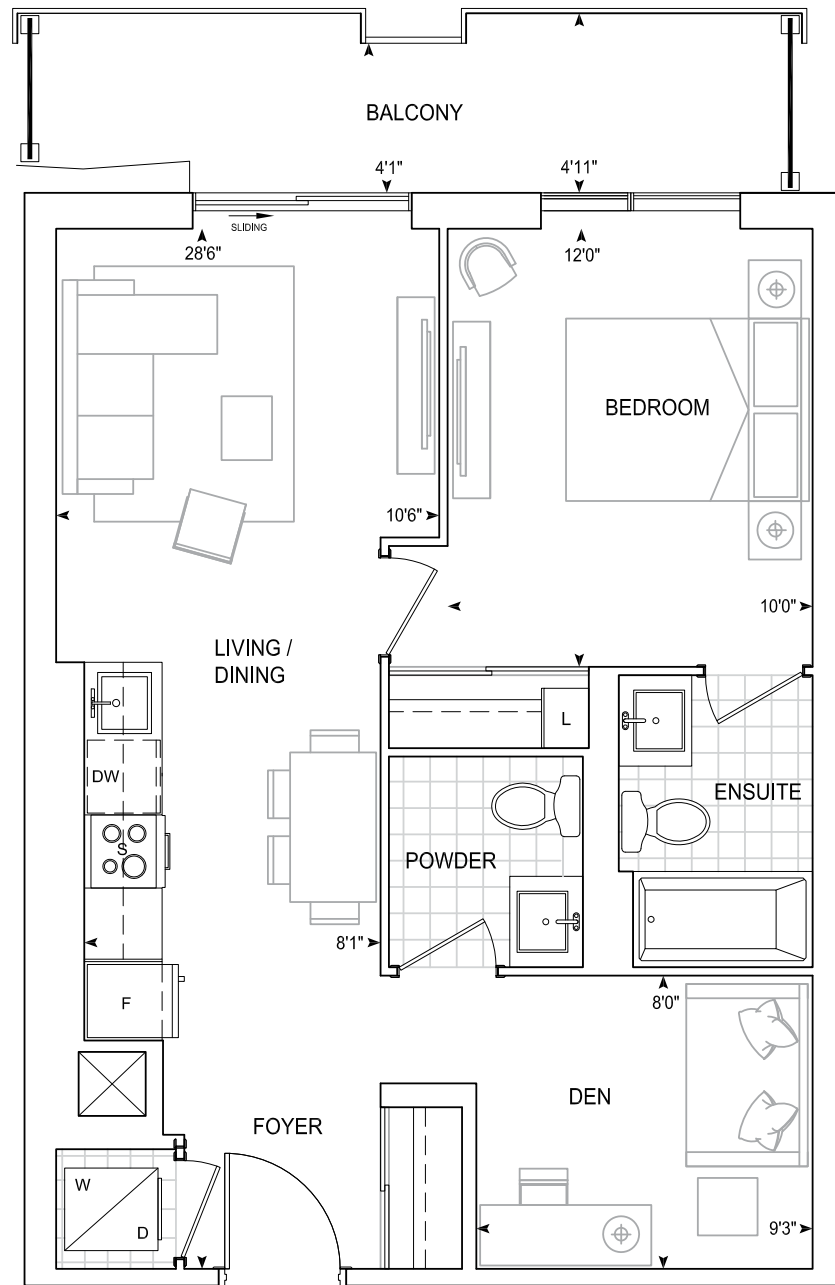 BALCONY
4'1"
4'11"
SLIDING
28'6"
12'0"
BEDROOM
10'6"
10'0"
LIVING /
DINING
L
DW
ENSUITE
S
POWDER
8'1"
F
8'0"
DEN
FOYER
W
D
9'3"